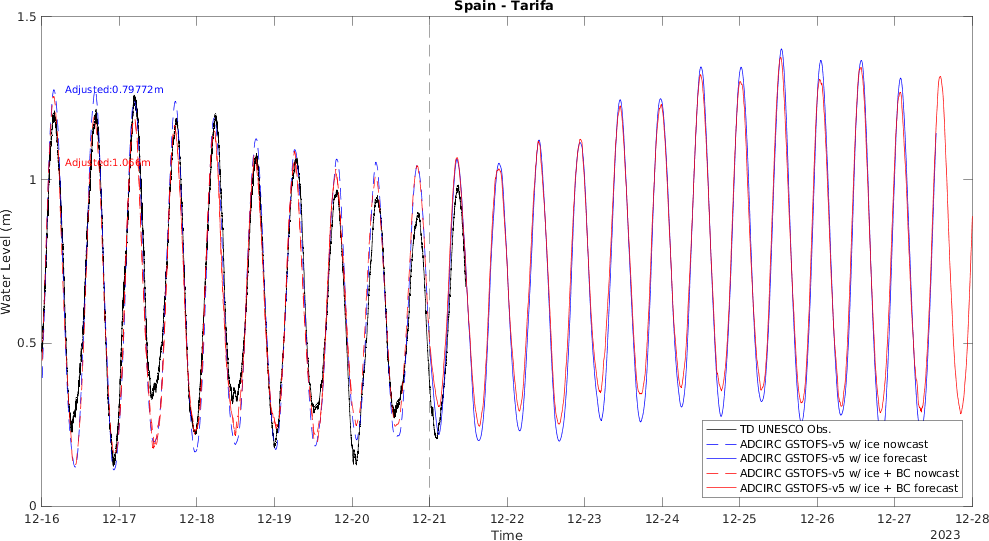 Spain - Tarifa
1.5
Adjusted:0.79772m
Adjusted:1.056m
1
Water Level (m)
0.5
TD UNESCO Obs.
ADCIRC GSTOFS-v5 w/ ice nowcast
ADCIRC GSTOFS-v5 w/ ice forecast
ADCIRC GSTOFS-v5 w/ ice + BC nowcast
ADCIRC GSTOFS-v5 w/ ice + BC forecast
0
12-16 12-17 12-18 12-19 12-20 12-21 12-22 12-23 12-24 12-25 12-26 12-27 12-28
Time
2023